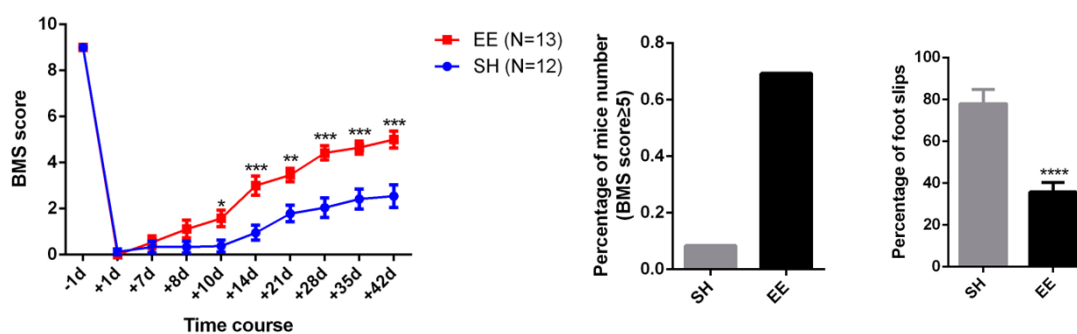 10
8
6
4
2
0
BMS score
-1d
+1d
+7d
+8d
+10d
+14d
+21d
+28d
+35d
+42d
Time course
*
***
**
***
***
***
EE (N=13)
SH (N=12)
Percentage of mice number
(BMS score≥5)
0.8
0.6
0.4
0.2
0.0
SH
EE
Percentage of foot slips
100
80
60
40
20
0
****
SH
EE